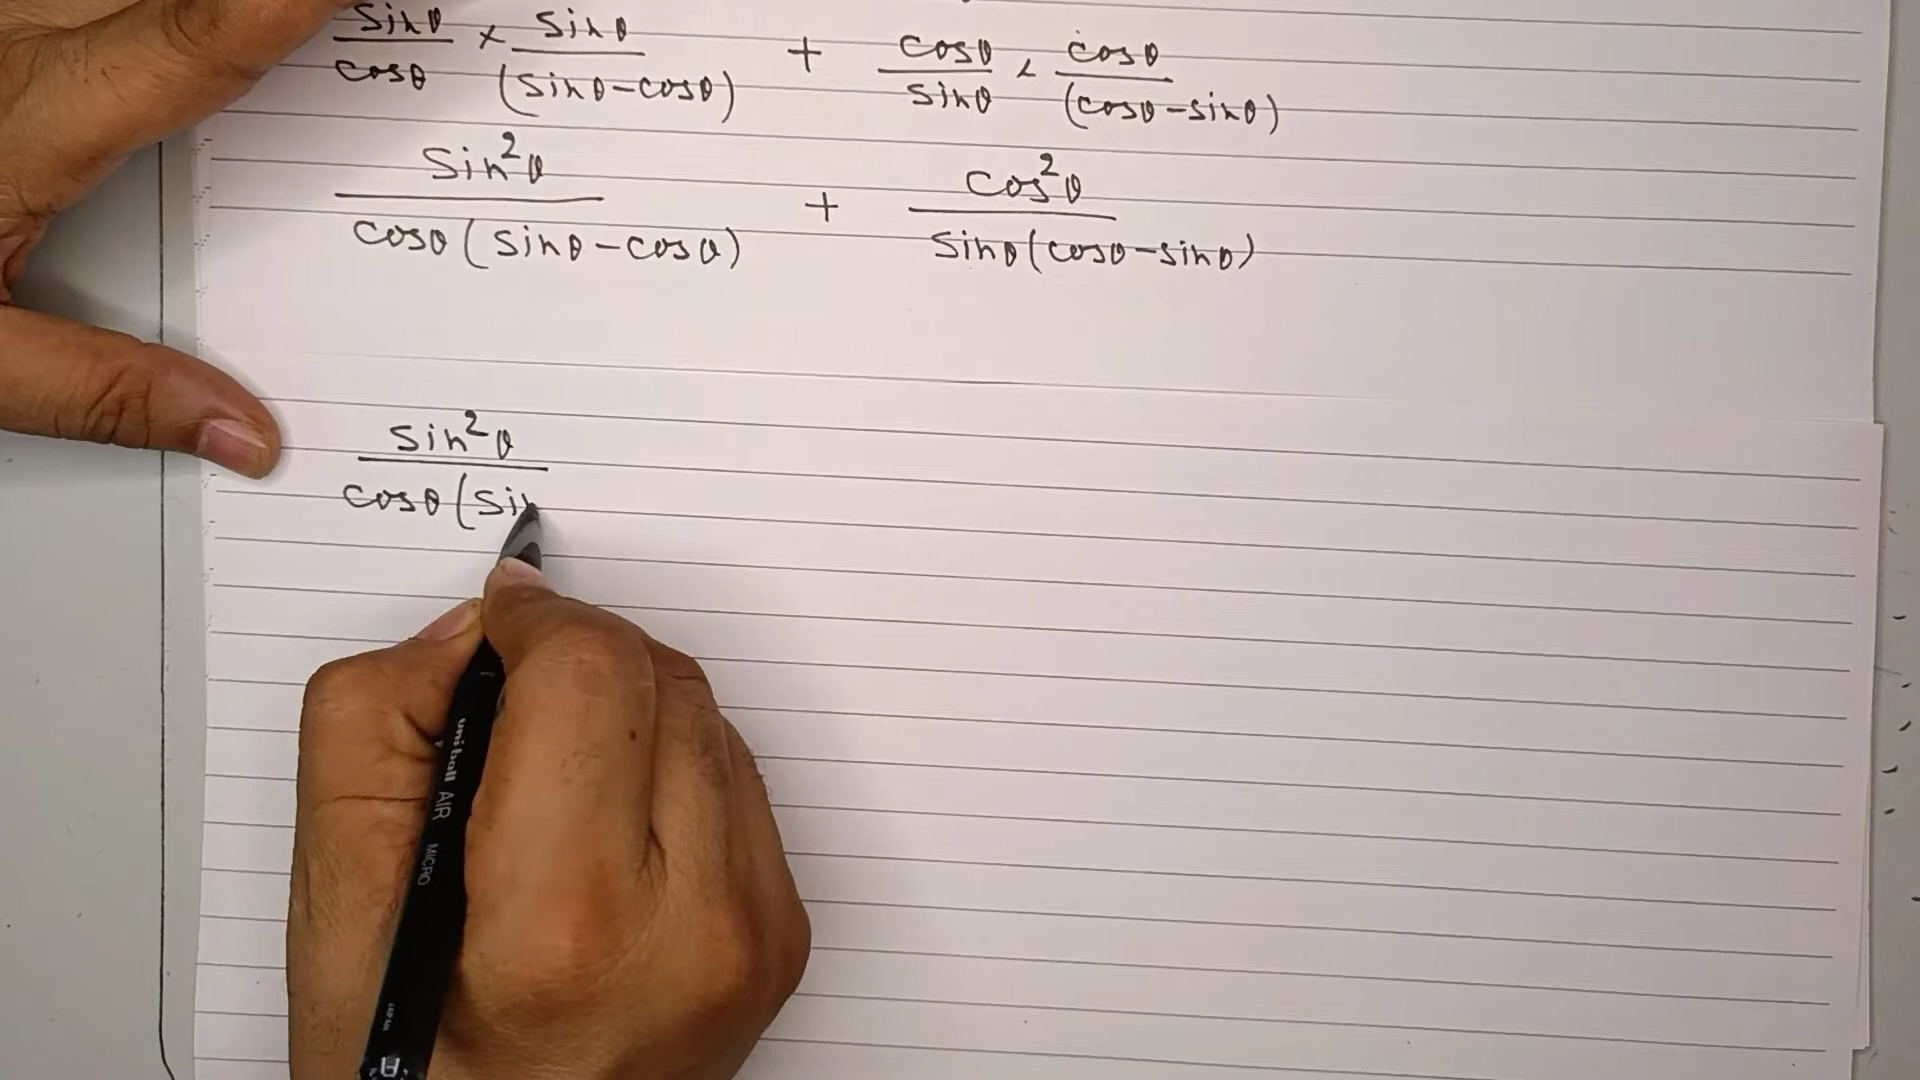 sinθ/cosθ × sinθ/(sinθ-cosθ) + cosθ/sinθ × cosθ/(cosθ-sinθ)
sin²θ/cosθ(sinθ-cosθ) + cos²θ/sinθ(cosθ-sinθ)
sin²θ/cosθ(sin
uniball AIR MICRO